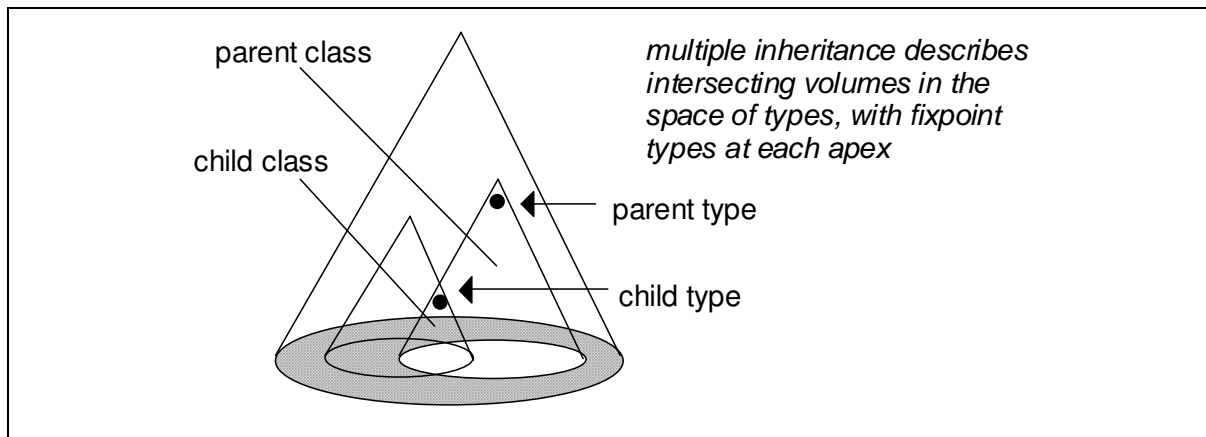 parent class
child class
multiple inheritance describes
intersecting volumes in the
space of types, with fixpoint
types at each apex
parent type
child type